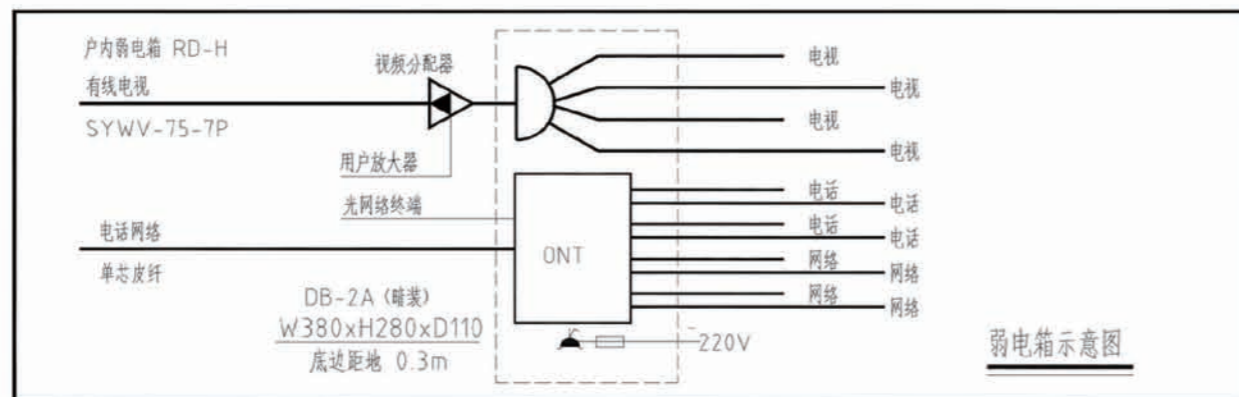 户内弱电箱 RD-H
有线电视
SYWV-75-7P
视频分配器
用户放大器
电视
电视
电视
电视
光网络终端
电话网络
单芯皮纤
ONT
电话
电话
电话
电话
网络
网络
网络
网络
DB-2A (暗装)
W380xH280xD110
底边距地 0.3m
~220V
弱电箱示意图